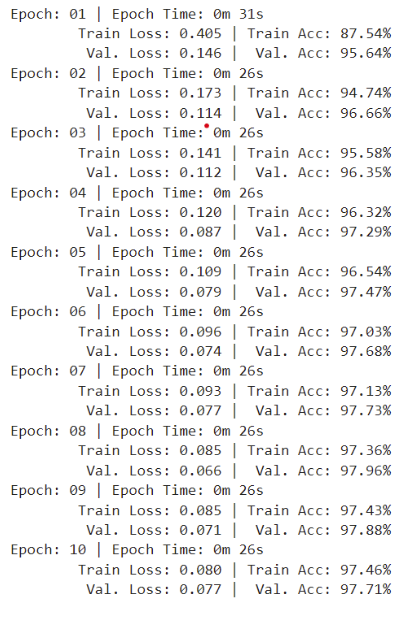 Epoch: 01 | Epoch Time: 0m 31s
Train Loss: 0.405 | Train Acc: 87.54%
Val. Loss: 0.146 | Val. Acc: 95.64%
Epoch: 02 | Epoch Time: 0m 26s
Train Loss: 0.173 | Train Acc: 94.74%
Val. Loss: 0.114 | Val. Acc: 96.66%
Epoch: 03 | Epoch Time: 0m 26s
Train Loss: 0.141 | Train Acc: 95.58%
Val. Loss: 0.112 | Val. Acc: 96.35%
Epoch: 04 | Epoch Time: 0m 26s
Train Loss: 0.120 | Train Acc: 96.32%
Val. Loss: 0.087 | Val. Acc: 97.29%
Epoch: 05 | Epoch Time: 0m 26s
Train Loss: 0.109 | Train Acc: 96.54%
Val. Loss: 0.079 | Val. Acc: 97.47%
Epoch: 06 | Epoch Time: 0m 26s
Train Loss: 0.096 | Train Acc: 97.03%
Val. Loss: 0.074 | Val. Acc: 97.68%
Epoch: 07 | Epoch Time: 0m 26s
Train Loss: 0.093 | Train Acc: 97.13%
Val. Loss: 0.077 | Val. Acc: 97.73%
Epoch: 08 | Epoch Time: 0m 26s
Train Loss: 0.085 | Train Acc: 97.36%
Val. Loss: 0.066 | Val. Acc: 97.96%
Epoch: 09 | Epoch Time: 0m 26s
Train Loss: 0.085 | Train Acc: 97.43%
Val. Loss: 0.071 | Val. Acc: 97.88%
Epoch: 10 | Epoch Time: 0m 26s
Train Loss: 0.080 | Train Acc: 97.46%
Val. Loss: 0.077 | Val. Acc: 97.71%